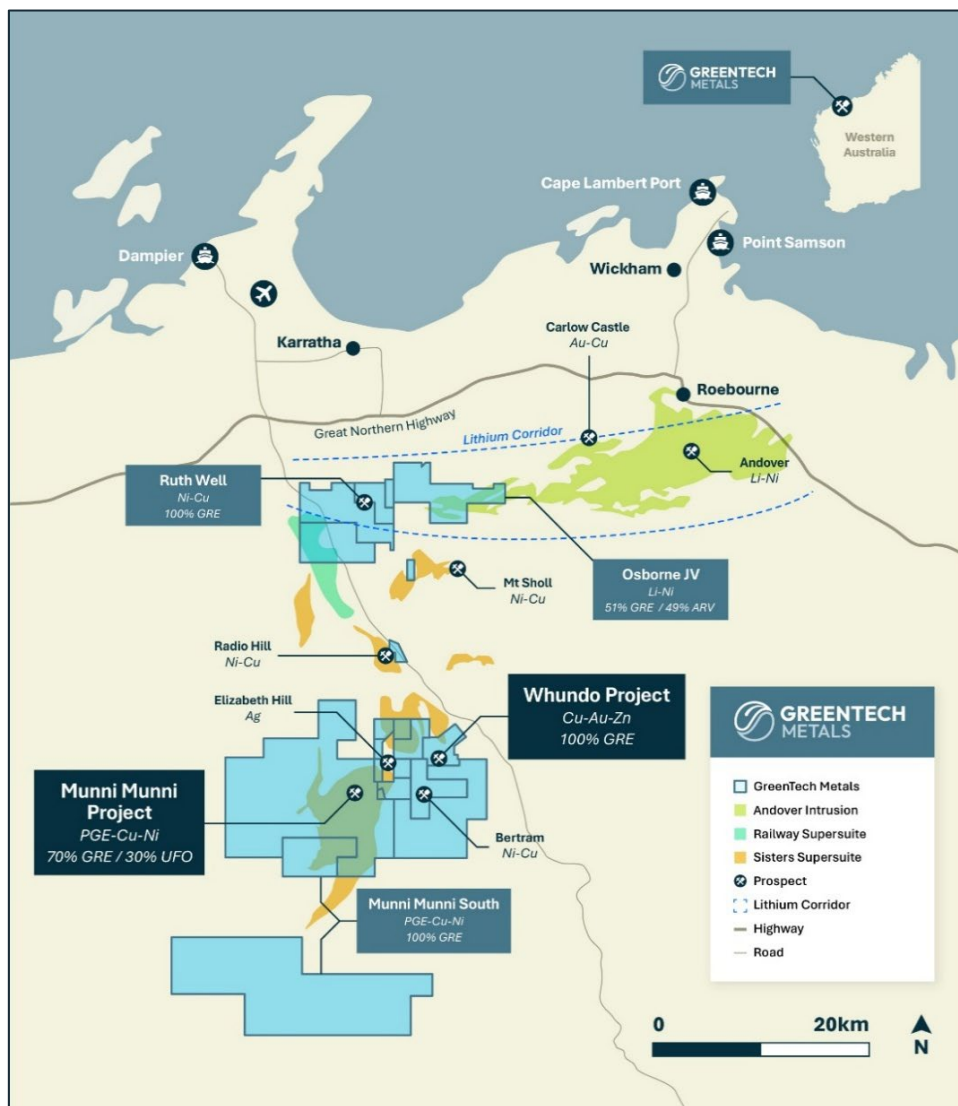 GREENTECH
METALS
Western
Australia
Cape Lambert Port
Point Samson
Dampier
Wickham
Carlow Castle
Au-Cu
Karratha
Roebourne
Great Northern Highway
Lithium Corridor
Andover
Li-Ni
Ruth Well
Ni-Cu
100% GRE
Osborne JV
Li-Ni
51% GRE / 49% ARV
Mt Sholl
Ni-Cu
Radio Hill
Ni-Cu
Elizabeth Hill
Ag
Whundo Project
Cu-Au-Zn
100% GRE
Munni Munni
Project
PGE-Cu-Ni
70% GRE / 30% UFO
Bertram
Ni-Cu
Munni Munni South
PGE-Cu-Ni
100% GRE
GREENTECH
METALS
GreenTech Metals
Andover Intrusion
Railway Supersuite
Sisters Supersuite
Prospect
Lithium Corridor
Highway
Road
0 20km
N